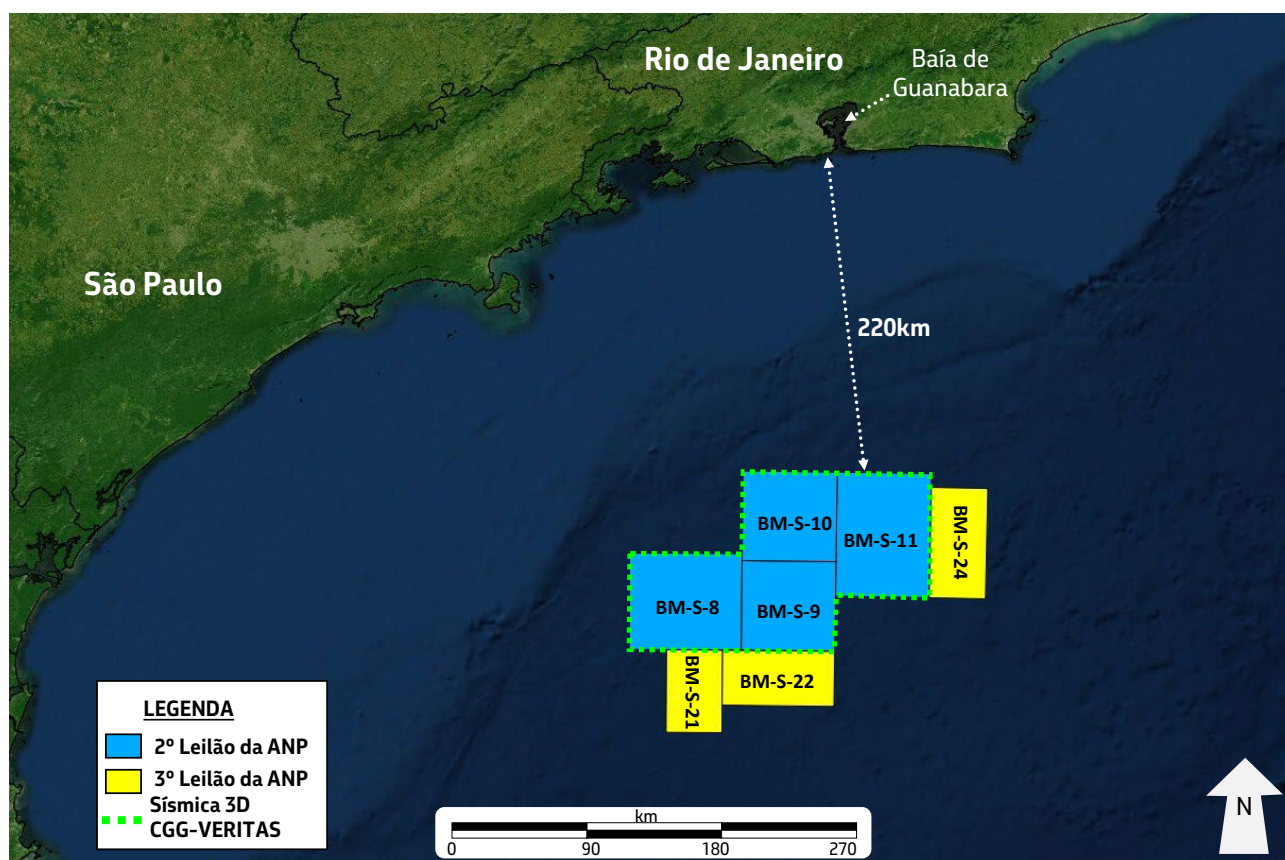 Rio de Janeiro
Baía de
Guanabara
São Paulo
220km
BM-S-10
BM-S-11
BM-S-24
BM-S-8
BM-S-9
BM-S-21
BM-S-22
LEGENDA
2º Leilão da ANP
3º Leilão da ANP
Sísmica 3D
CGG-VERITAS
km
0 90 180 270
N